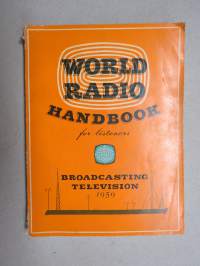 WORLD
RADIO
HANDBOOK
for listeners
BROADCASTING
TELEVISION
1959